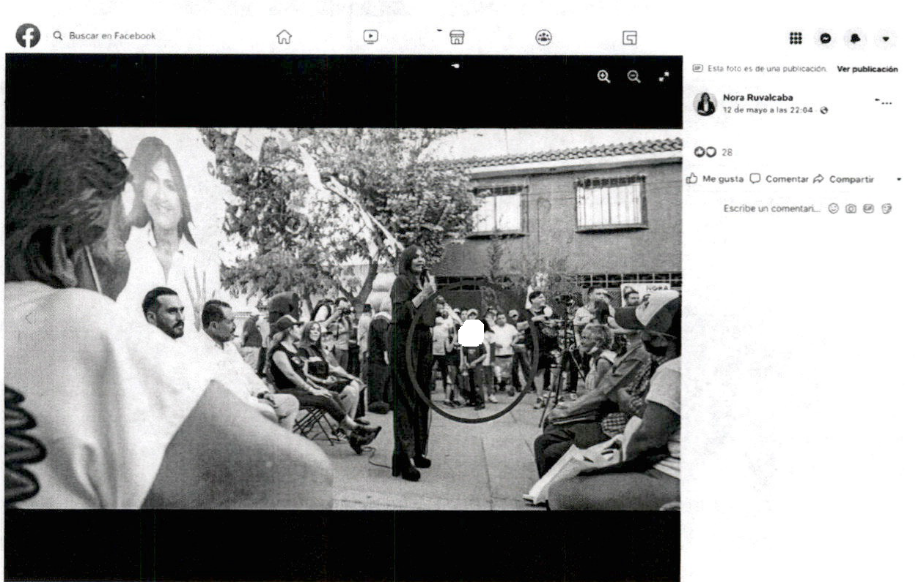 Buscar en Facebook
Esta foto es de una publicación. Ver publicación
Nora Ruvalcaba
12 de mayo a las 22:04
28
Me gusta Comentar Compartir
Escribe un comentari...
NORA